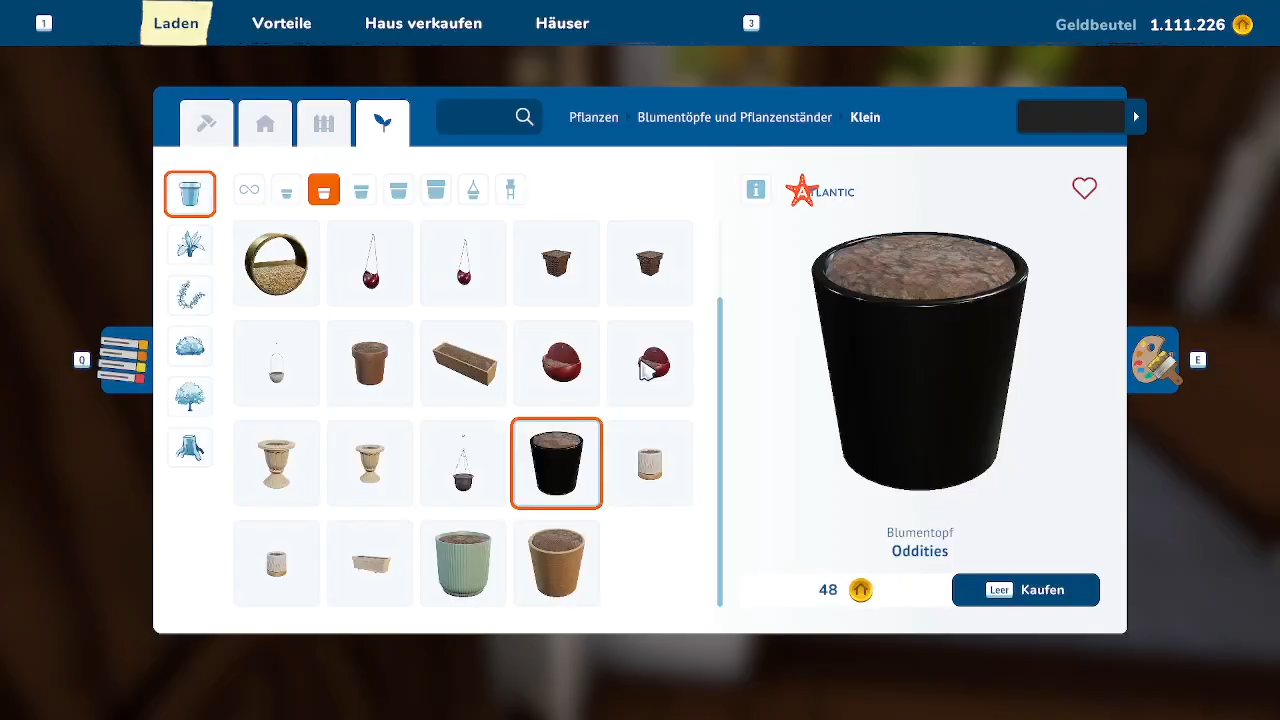 1 Laden Vorteile Haus verkaufen Häuser 3 Geldbeutel 1.111.226
Pflanzen Blumentöpfe und Pflanzenständer Klein
ATLANTIC
Q
E
Blumentopf
Oddities
48 Leer Kaufen